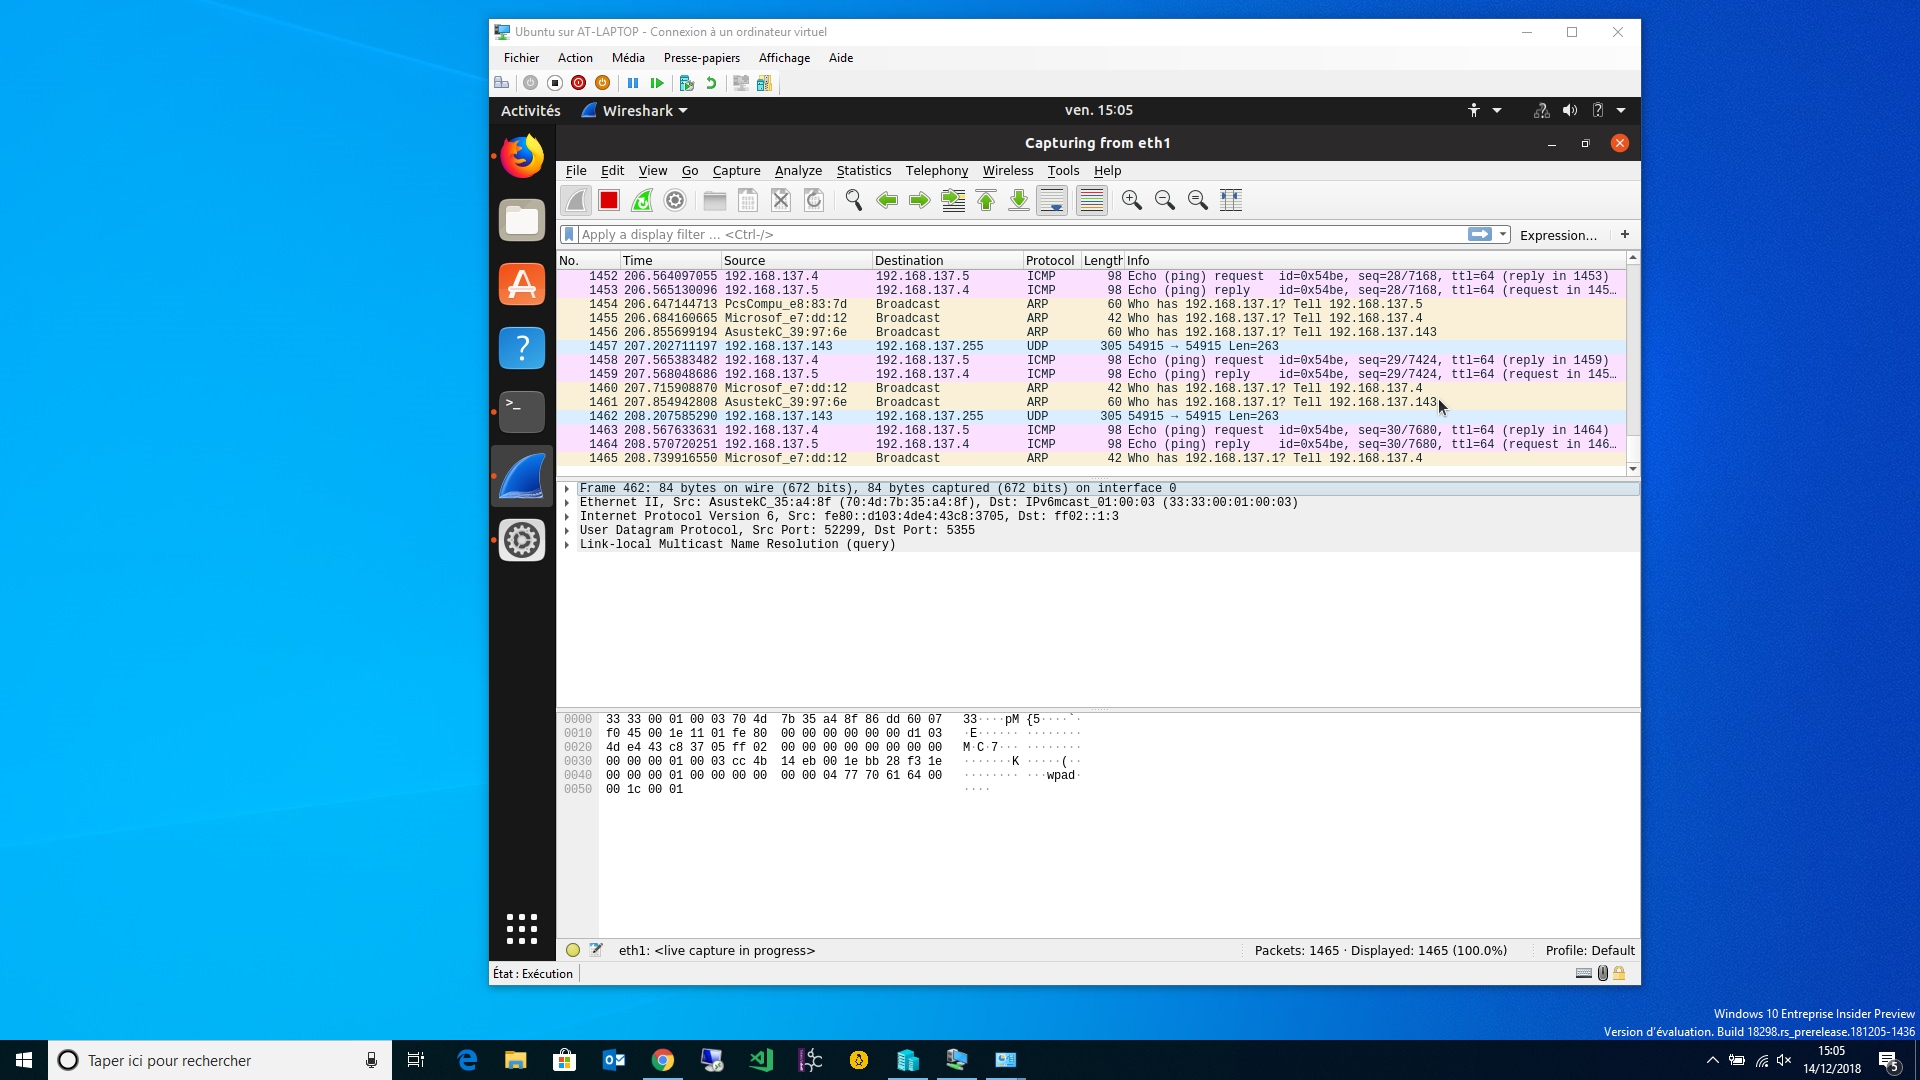 Ubuntu sur AT-LAPTOP - Connexion à un ordinateur virtuel
Fichier Action Média Presse-papiers Affichage Aide
Activités Wireshark ven. 15:05
Capturing from eth1
File Edit View Go Capture Analyze Statistics Telephony Wireless Tools Help
Apply a display filter ... <Ctrl-/> Expression... +
No. Time Source Destination Protocol Length Info
1452 206.564097055 192.168.137.4 192.168.137.5 ICMP 98 Echo (ping) request id=0x54be, seq=28/7168, ttl=64 (reply in 1453)
1453 206.565130096 192.168.137.5 192.168.137.4 ICMP 98 Echo (ping) reply id=0x54be, seq=28/7168, ttl=64 (request in 145…
1454 206.647144713 PcsCompu_e8:83:7d Broadcast ARP 60 Who has 192.168.137.1? Tell 192.168.137.5
1455 206.684160665 Microsof_e7:dd:12 Broadcast ARP 42 Who has 192.168.137.1? Tell 192.168.137.4
1456 206.855699194 AsustekC_39:97:6e Broadcast ARP 60 Who has 192.168.137.1? Tell 192.168.137.143
1457 207.202711197 192.168.137.143 192.168.137.255 UDP 305 54915 → 54915 Len=263
1458 207.565383482 192.168.137.4 192.168.137.5 ICMP 98 Echo (ping) request id=0x54be, seq=29/7424, ttl=64 (reply in 1459)
1459 207.568048686 192.168.137.5 192.168.137.4 ICMP 98 Echo (ping) reply id=0x54be, seq=29/7424, ttl=64 (request in 145…
1460 207.715908870 Microsof_e7:dd:12 Broadcast ARP 42 Who has 192.168.137.1? Tell 192.168.137.4
1461 207.854942808 AsustekC_39:97:6e Broadcast ARP 60 Who has 192.168.137.1? Tell 192.168.137.143
1462 208.207585290 192.168.137.143 192.168.137.255 UDP 305 54915 → 54915 Len=263
1463 208.567633631 192.168.137.4 192.168.137.5 ICMP 98 Echo (ping) request id=0x54be, seq=30/7680, ttl=64 (reply in 1464)
1464 208.570720251 192.168.137.5 192.168.137.4 ICMP 98 Echo (ping) reply id=0x54be, seq=30/7680, ttl=64 (request in 146…
1465 208.739916550 Microsof_e7:dd:12 Broadcast ARP 42 Who has 192.168.137.1? Tell 192.168.137.4
Frame 462: 84 bytes on wire (672 bits), 84 bytes captured (672 bits) on interface 0
Ethernet II, Src: AsustekC_35:a4:8f (70:4d:7b:35:a4:8f), Dst: IPv6mcast_01:00:03 (33:33:00:01:00:03)
Internet Protocol Version 6, Src: fe80::d103:4de4:43c8:3705, Dst: ff02::1:3
User Datagram Protocol, Src Port: 52299, Dst Port: 5355
Link-local Multicast Name Resolution (query)
0000 33 33 00 01 00 03 70 4d 7b 35 a4 8f 86 dd 60 07 33····pM {5····`·
0010 f0 45 00 1e 11 01 fe 80 00 00 00 00 00 00 d1 03 ·E······ ········
0020 4d e4 43 c8 37 05 ff 02 00 00 00 00 00 00 00 00 M·C·7··· ········
0030 00 00 00 01 00 03 cc 4b 14 eb 00 1e bb 28 f3 1e ·······K ·····(··
0040 00 00 00 01 00 00 00 00 00 00 04 77 70 61 64 00 ········ ···wpad·
0050 00 1c 00 01 ····
eth1: <live capture in progress> Packets: 1465 · Displayed: 1465 (100.0%) Profile: Default
État : Exécution
Windows 10 Entreprise Insider Preview
Version d'évaluation. Build 18298.rs_prerelease.181205-1436
Taper ici pour rechercher
15:05
14/12/2018
5